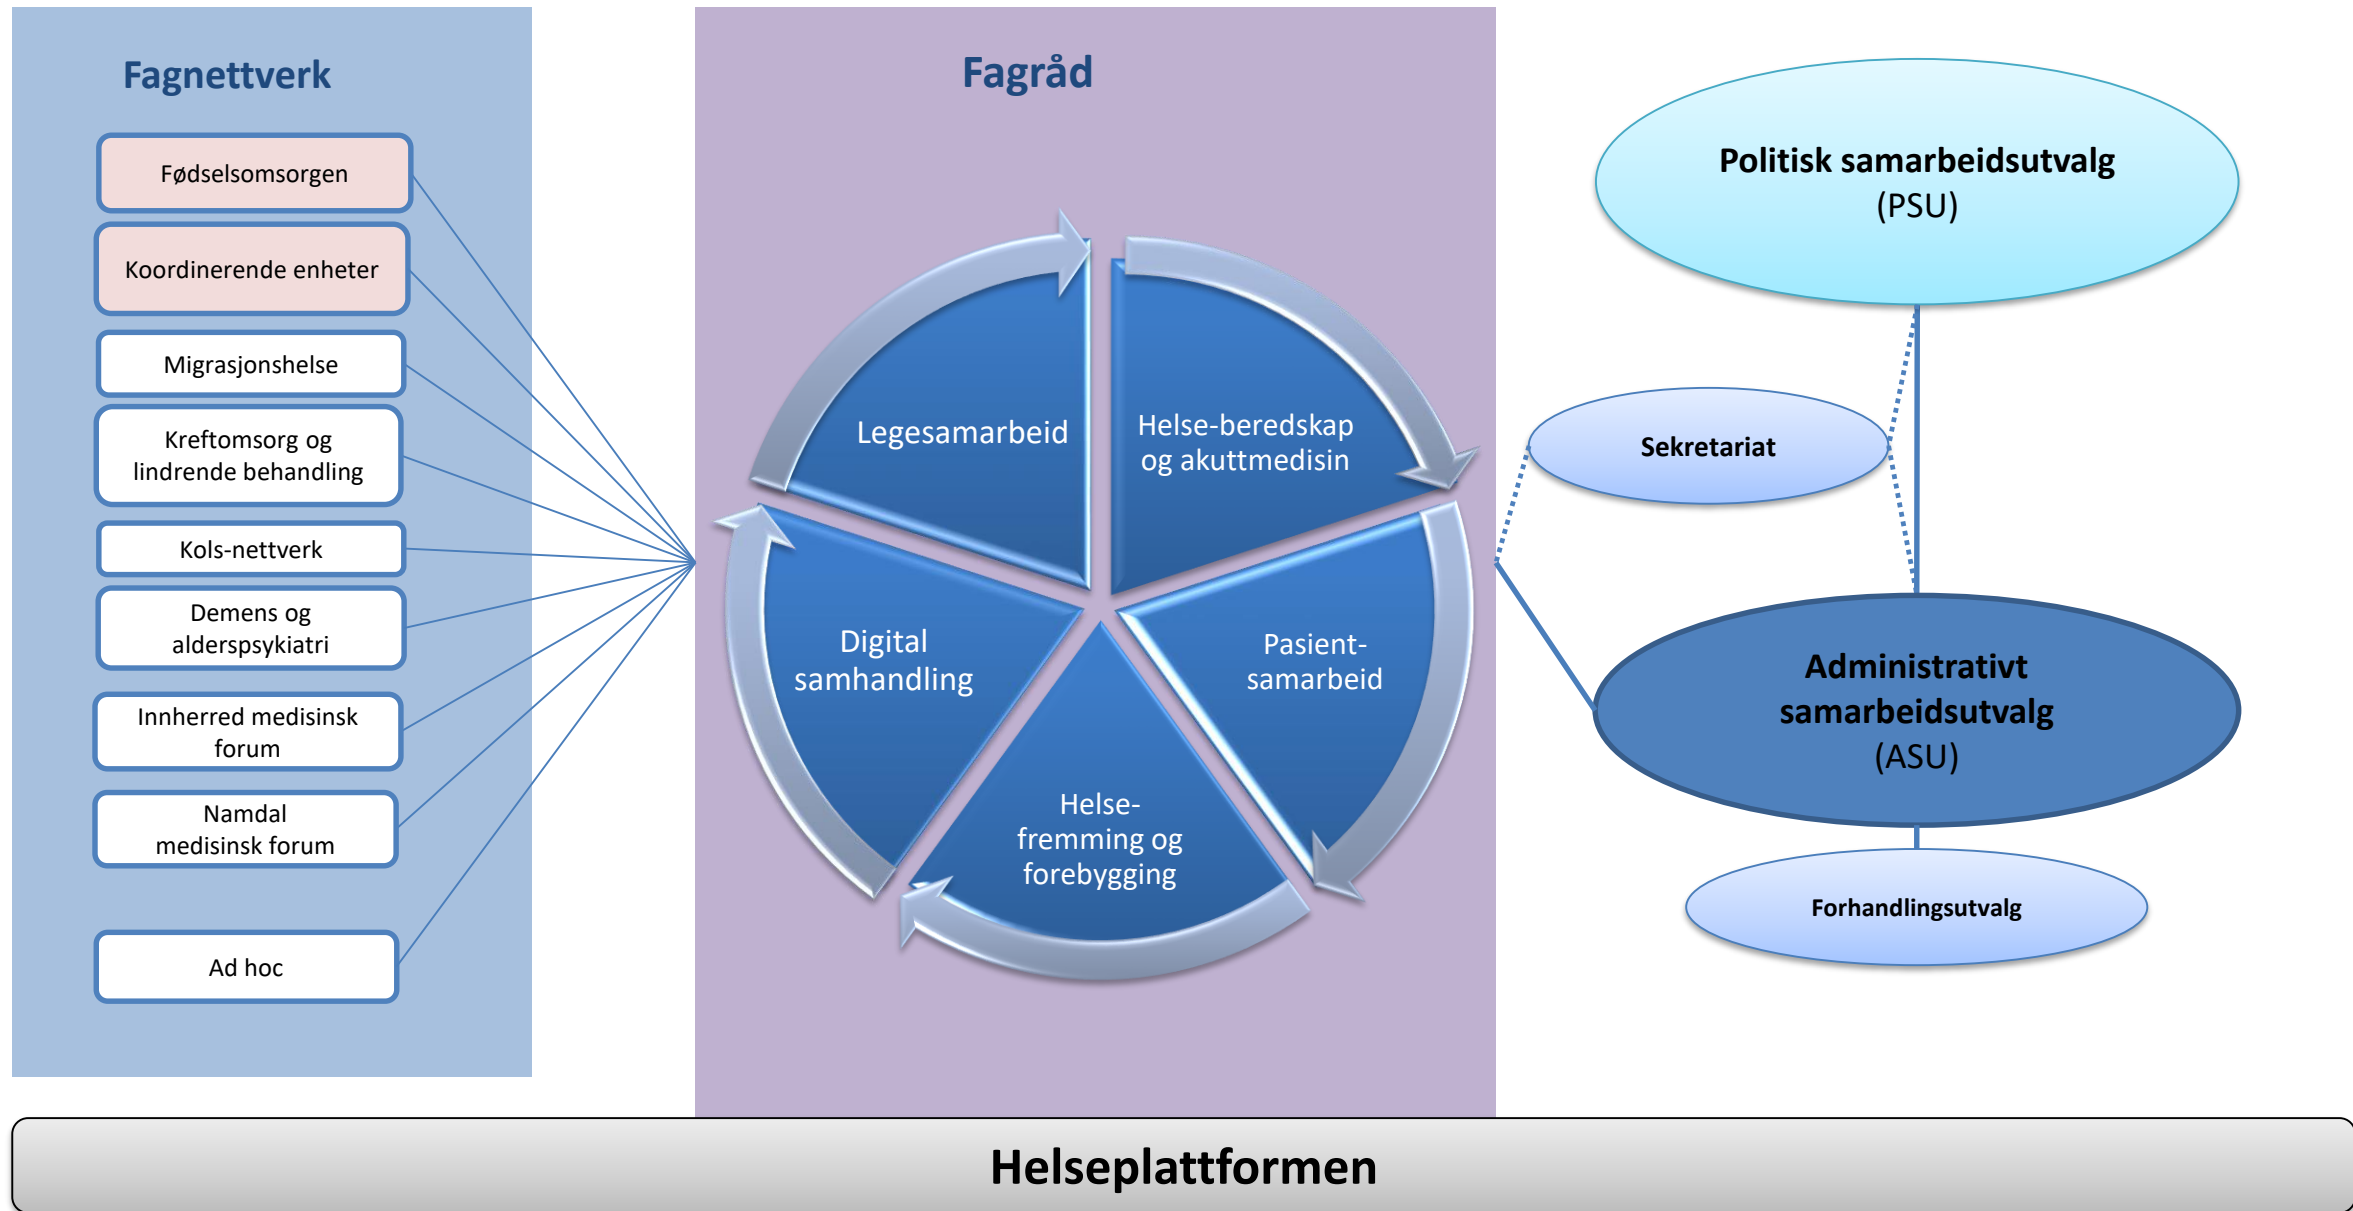 Fagnettverk
Fødselsomsorgen
Koordinerende enheter
Migrasjonshelse
Kreftomsorg og
lindrende behandling
Kols-nettverk
Demens og
alderspsykiatri
Innherred medisinsk
forum
Namdal
medisinsk forum
Ad hoc
Fagråd
Legesamarbeid
Helse-beredskap
og akuttmedisin
Pasient-
samarbeid
Helse-
fremming og
forebygging
Digital
samhandling
Politisk samarbeidsutvalg
(PSU)
Sekretariat
Administrativt
samarbeidsutvalg
(ASU)
Forhandlingsutvalg
Helseplattformen